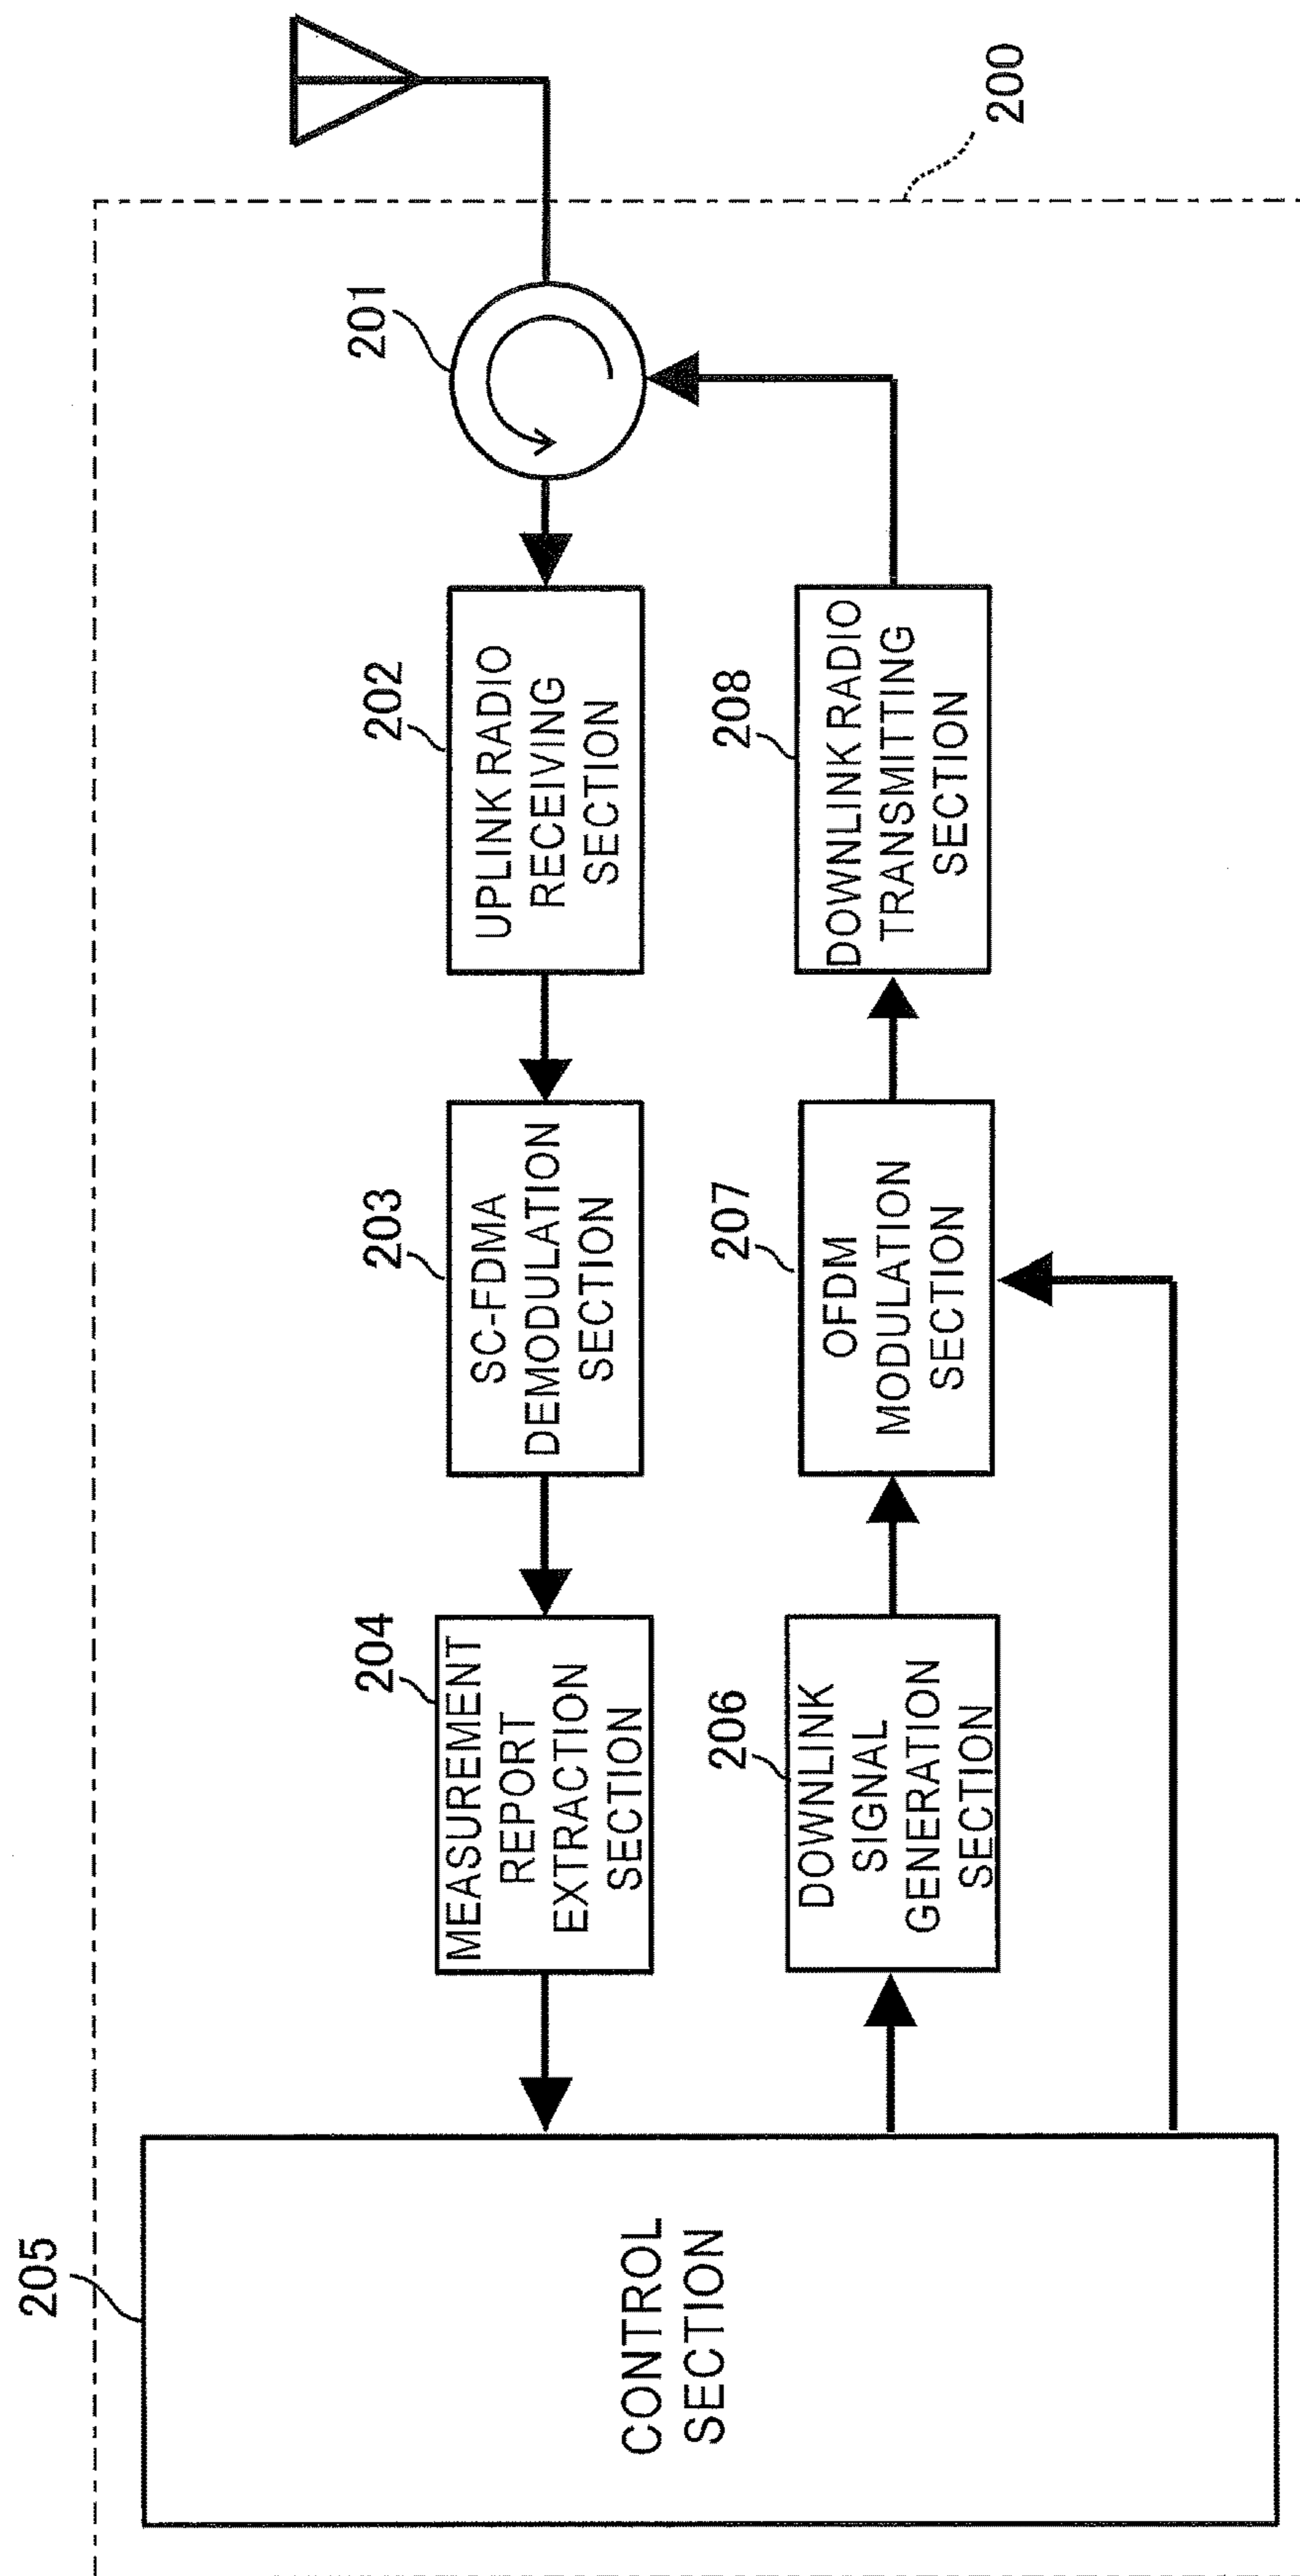 200
201
202
UPLINK RADIO
RECEIVING
SECTION
208
DOWNLINK RADIO
TRANSMITTING
SECTION
203
SC-FDMA
DEMODULATION
SECTION
207
OFDM
MODULATION
SECTION
204
MEASUREMENT
REPORT
EXTRACTION
SECTION
206
DOWNLINK
SIGNAL
GENERATION
SECTION
205
CONTROL
SECTION